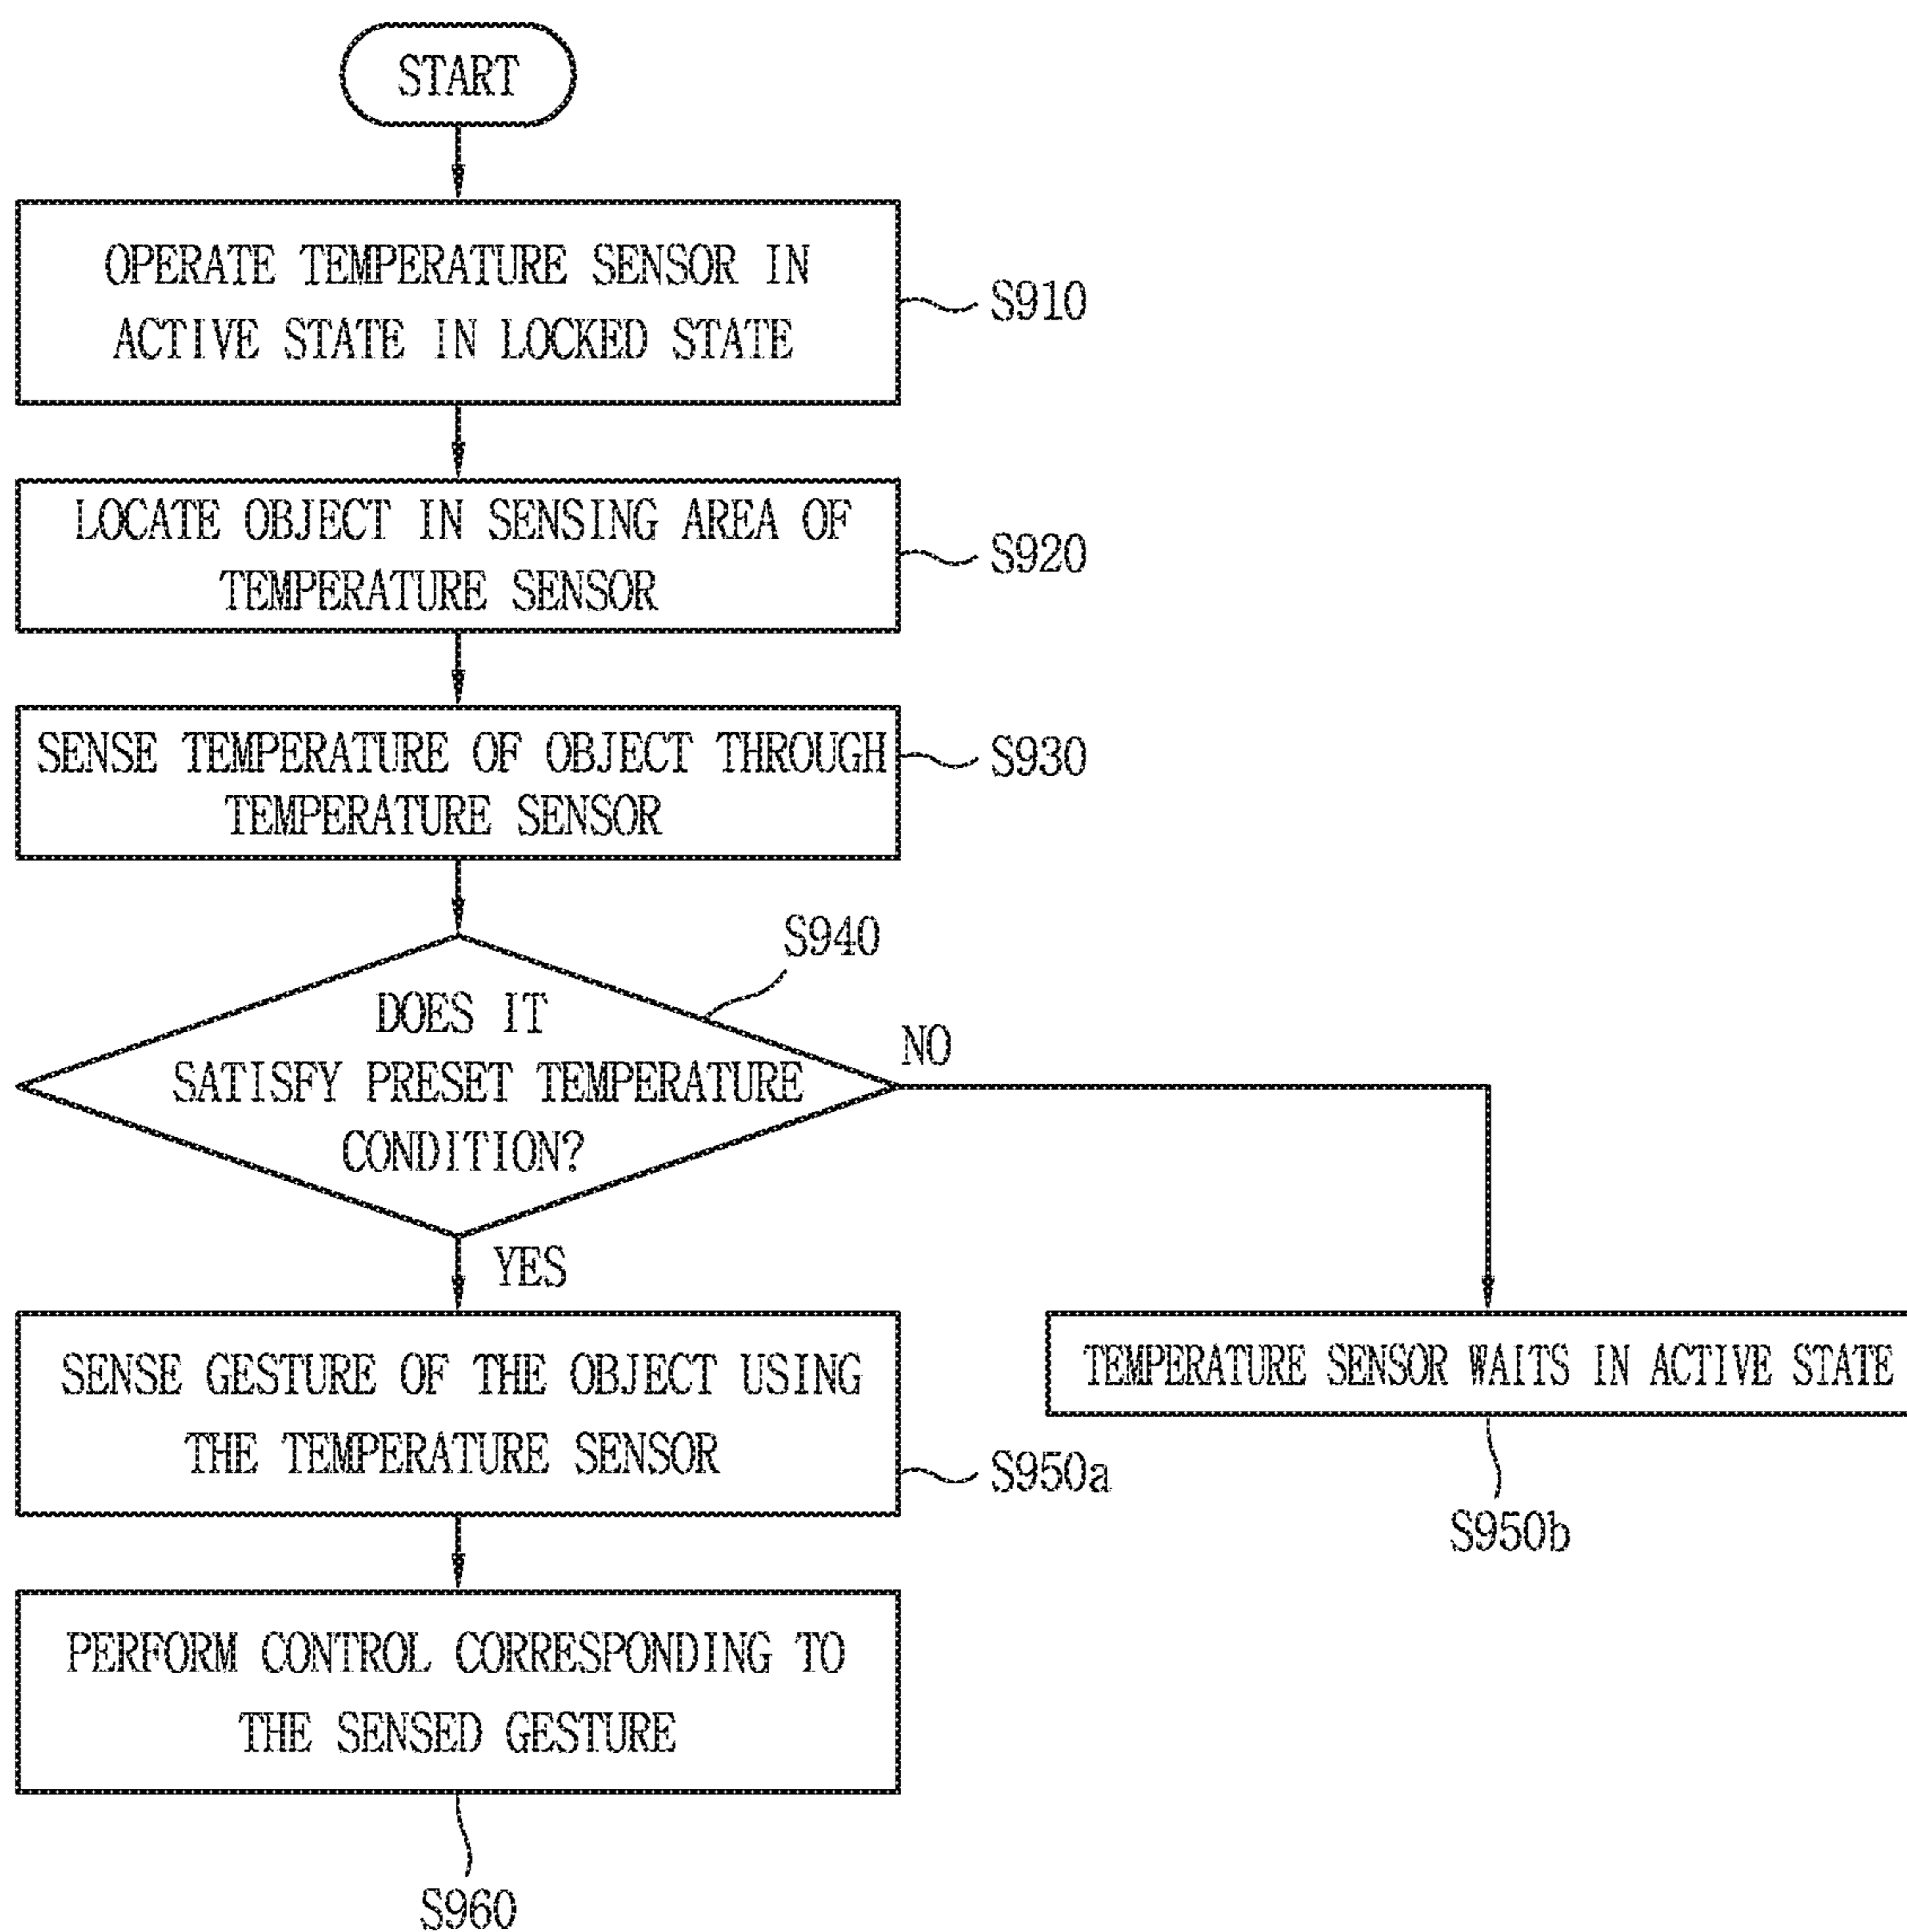 START
OPERATE TEMPERATURE SENSOR IN
ACTIVE STATE IN LOCKED STATE
S910
LOCATE OBJECT IN SENSING AREA OF
TEMPERATURE SENSOR
S920
SENSE TEMPERATURE OF OBJECT THROUGH
TEMPERATURE SENSOR
S930
S940
DOES IT
SATISFY PRESET TEMPERATURE
CONDITION?
NO
YES
SENSE GESTURE OF THE OBJECT USING
THE TEMPERATURE SENSOR
S950a
TEMPERATURE SENSOR WAITS IN ACTIVE STATE
S950b
PERFORM CONTROL CORRESPONDING TO
THE SENSED GESTURE
S960